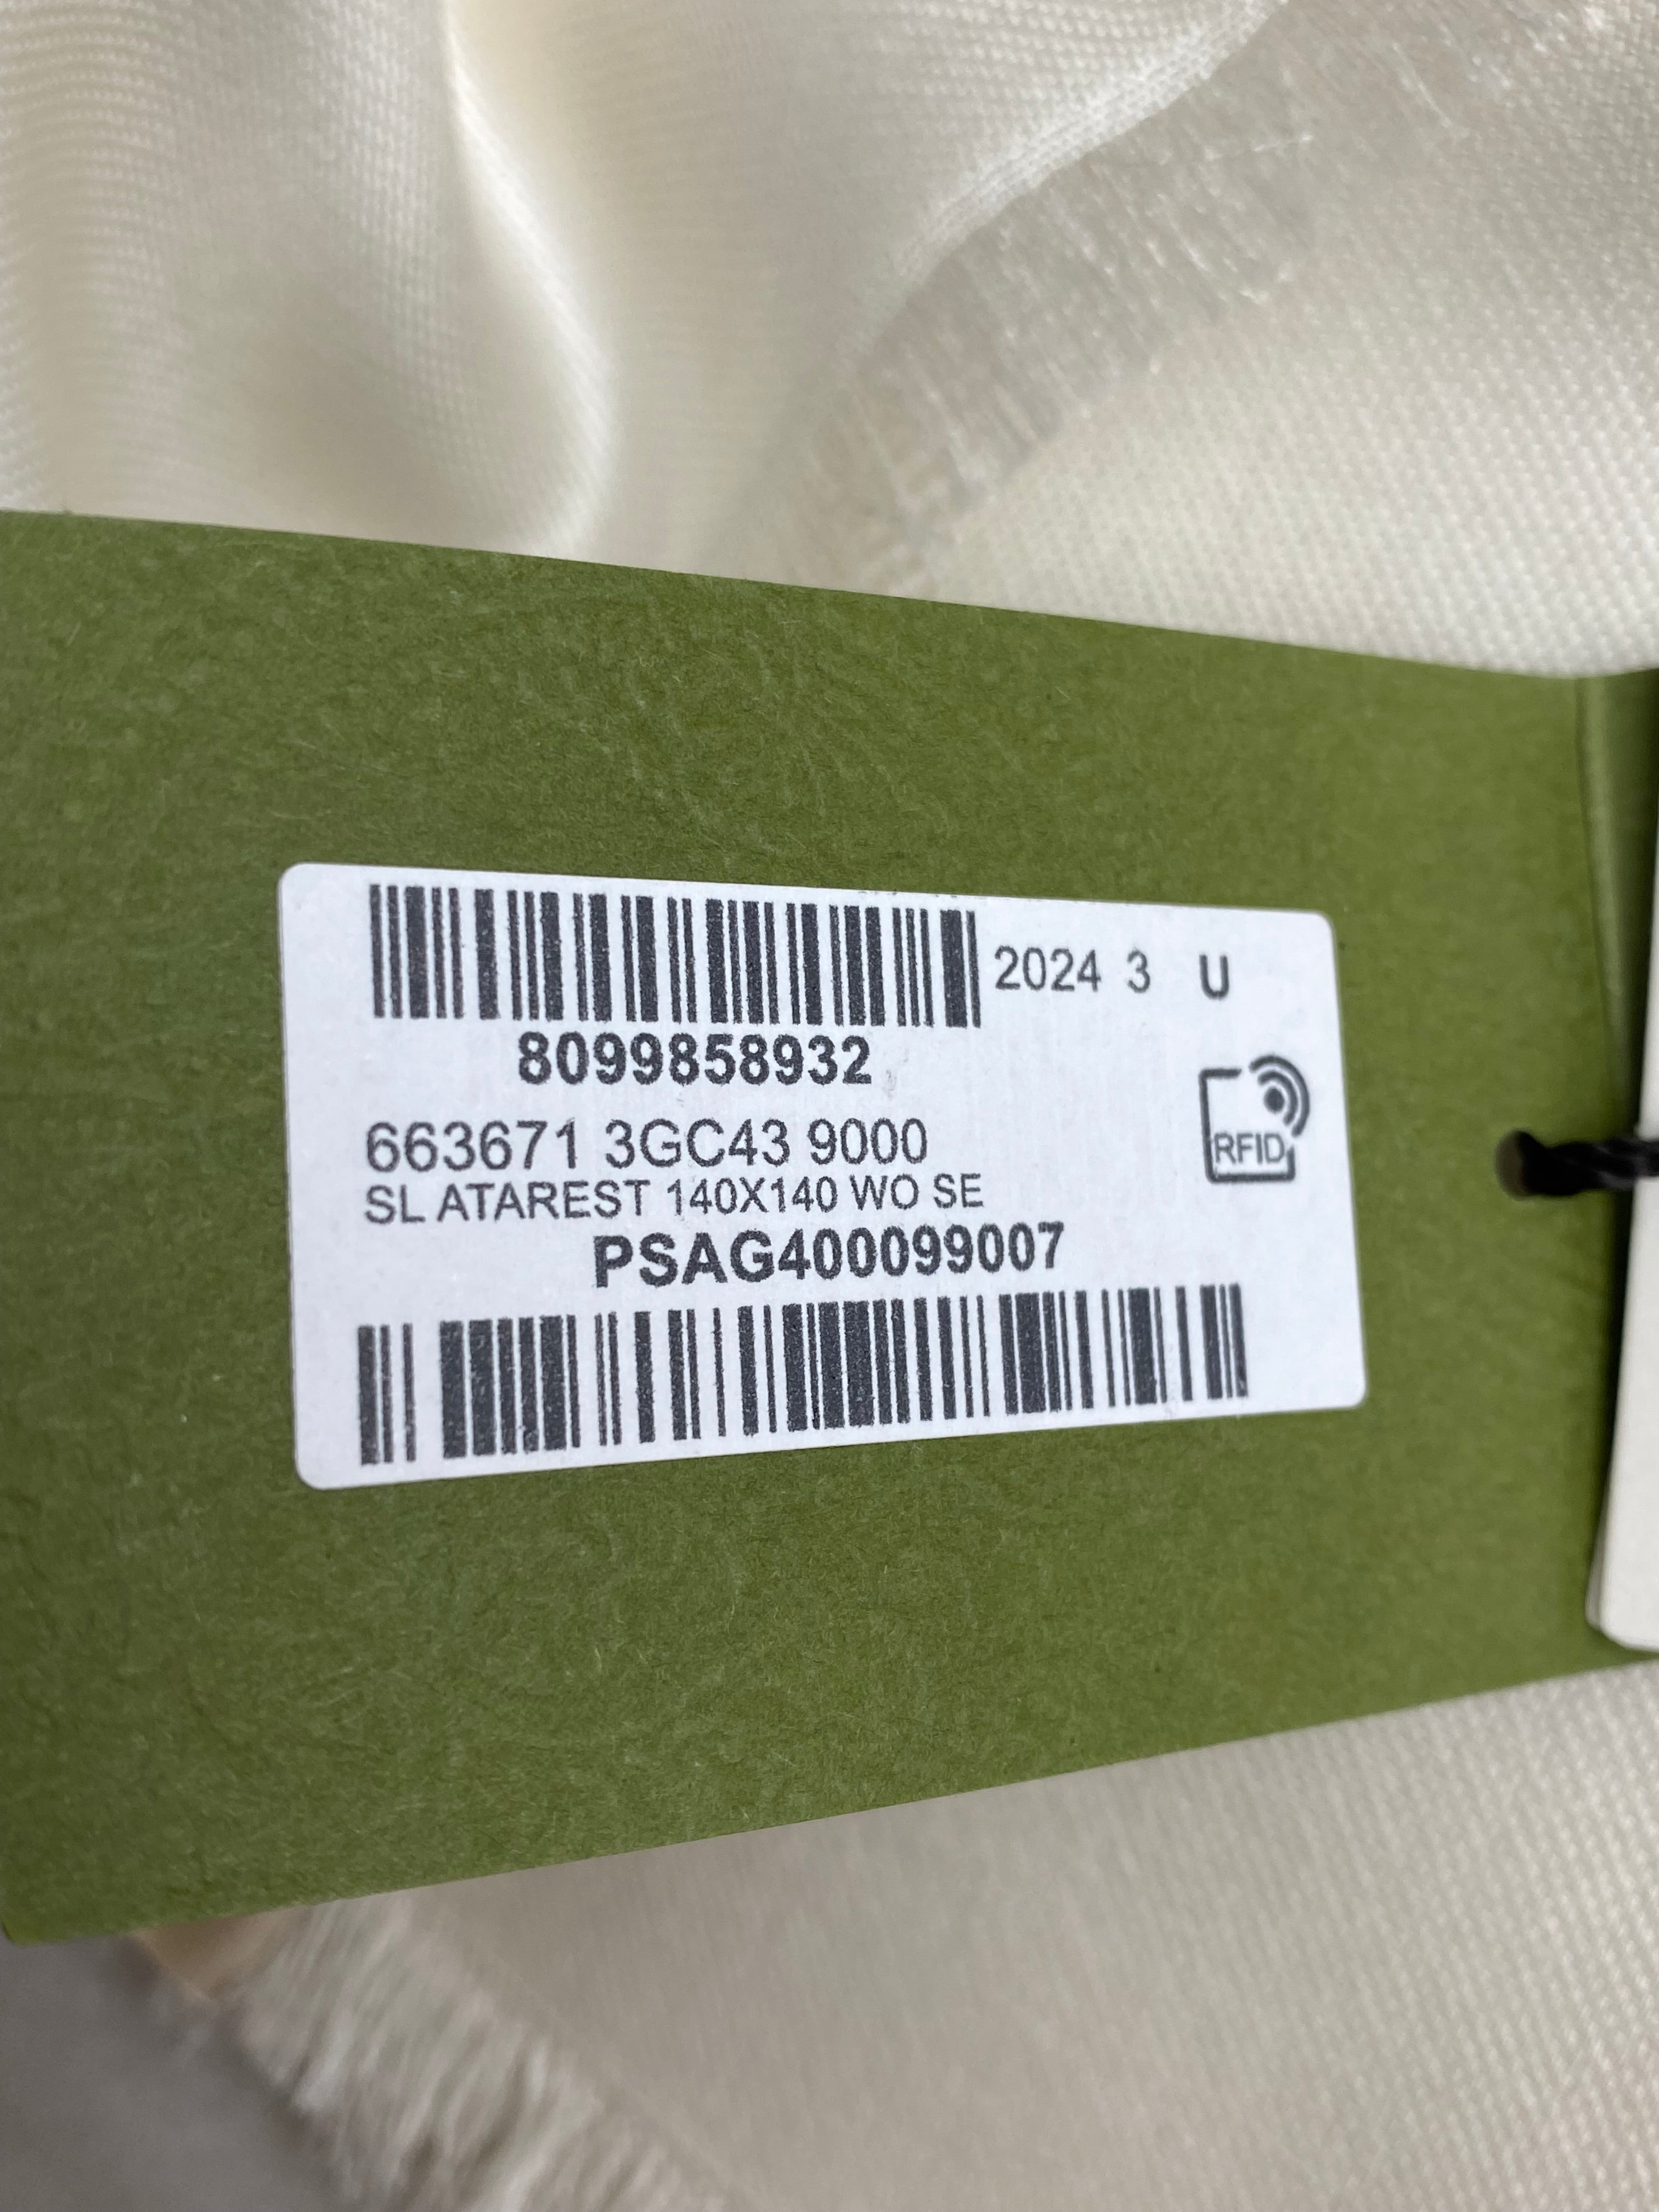 2024 3 U
8099858932
663671 3GC43 9000
RFID
SL ATAREST 140X140 WO SE
PSAG400099007